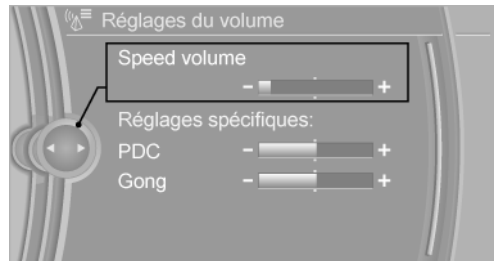 Réglages du volume
Speed volume
- +
Réglages spécifiques:
PDC - +
Gong - +